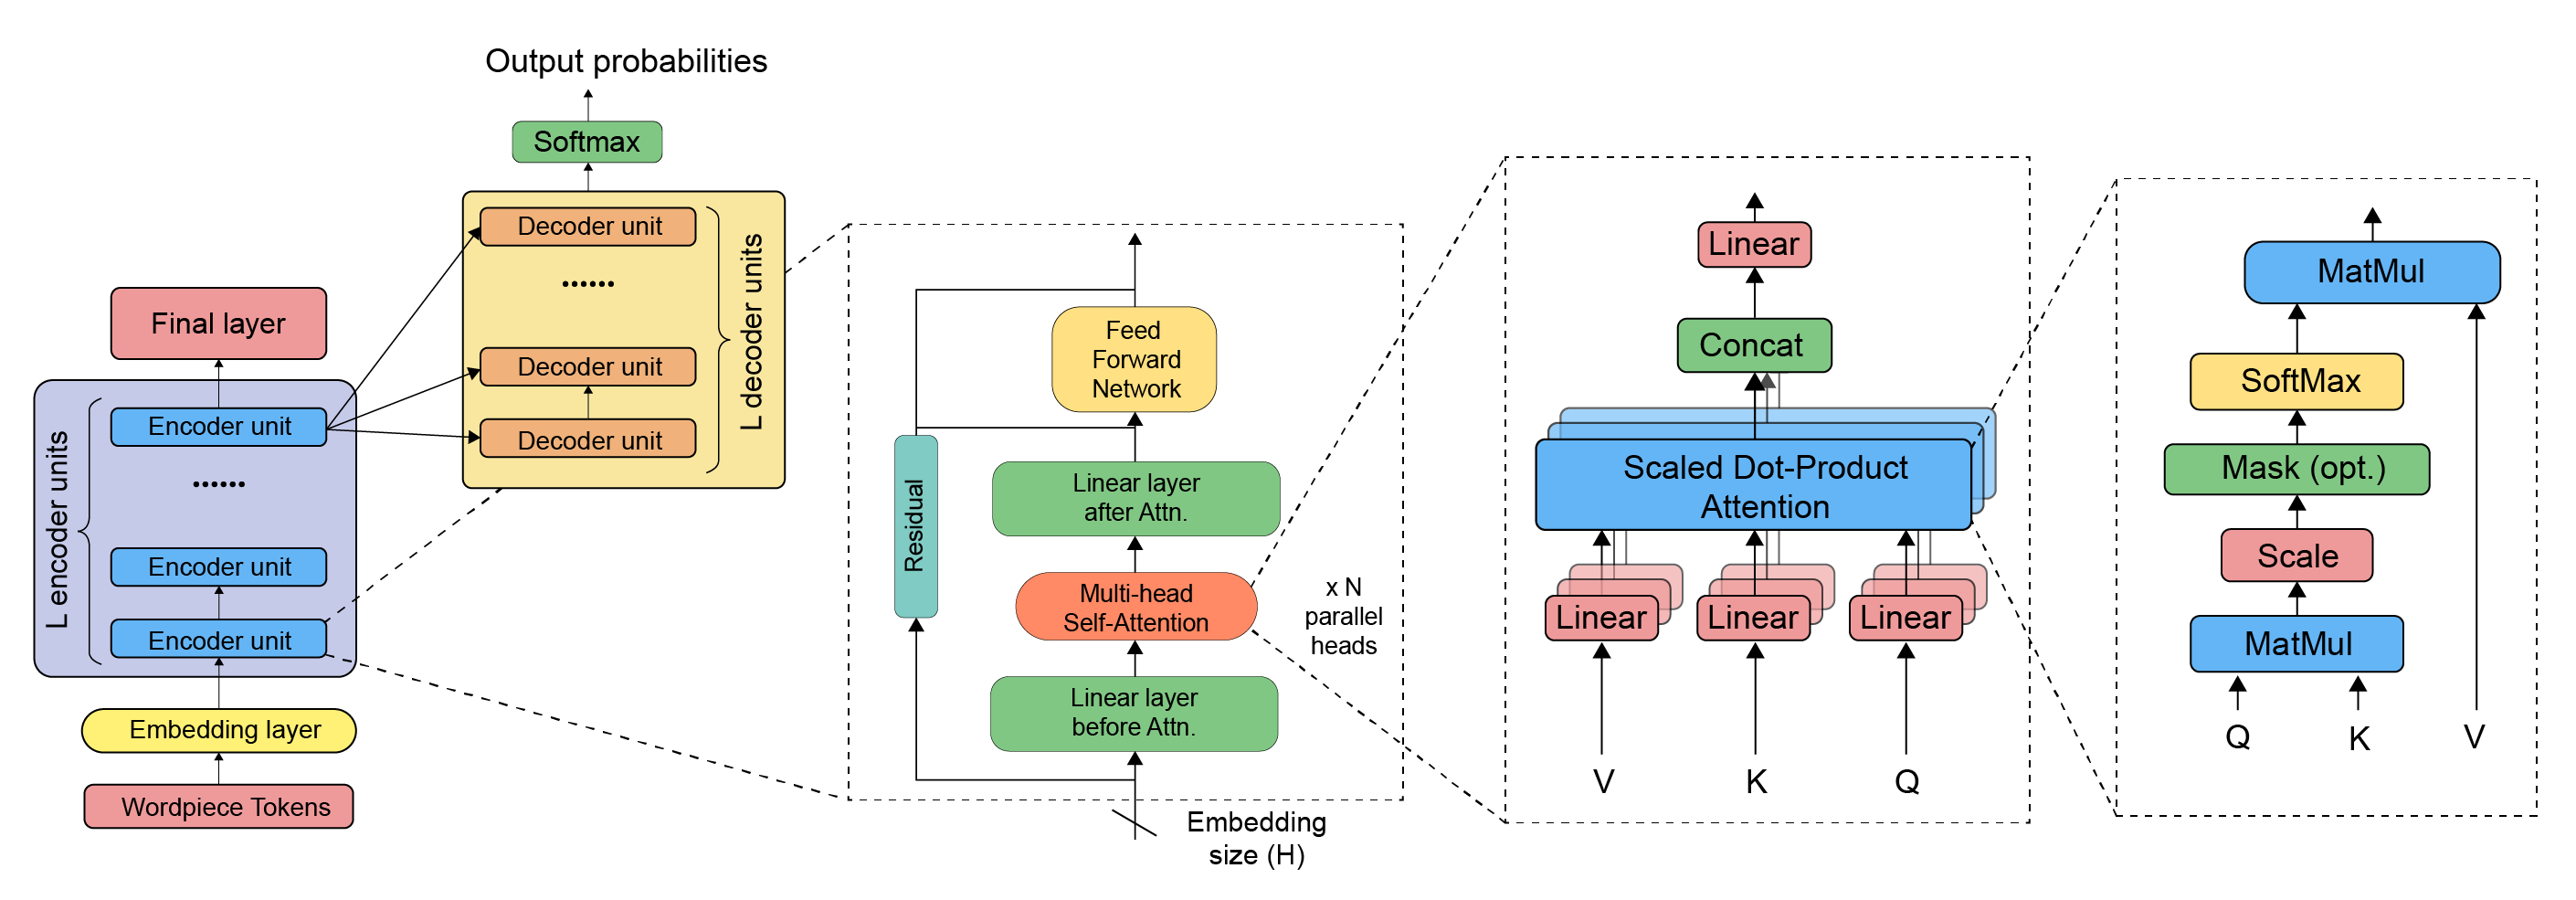 Output probabilities
Softmax
Decoder unit
......
Decoder unit
Decoder unit
L decoder units
Final layer
Encoder unit
......
Encoder unit
Encoder unit
L encoder units
Embedding layer
Wordpiece Tokens
Feed
Forward
Network
Residual
Linear layer
after Attn.
Multi-head
Self-Attention
x N
parallel
heads
Linear layer
before Attn.
Embedding
size (H)
Linear
Concat
Scaled Dot-Product
Attention
Linear
Linear
Linear
V
K
Q
MatMul
SoftMax
Mask (opt.)
Scale
MatMul
Q
K
V